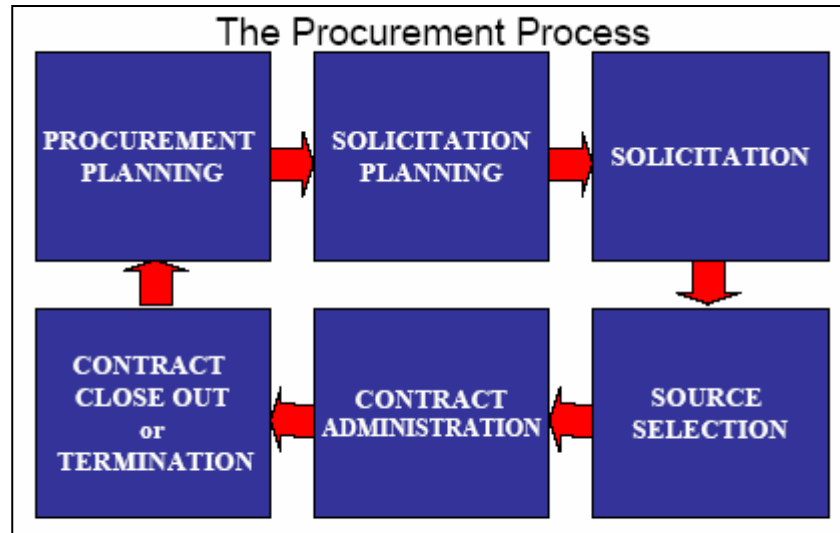 The Procurement Process
PROCUREMENT
PLANNING
SOLICITATION
PLANNING
SOLICITATION
SOURCE
SELECTION
CONTRACT
ADMINISTRATION
CONTRACT
CLOSE OUT
or
TERMINATION